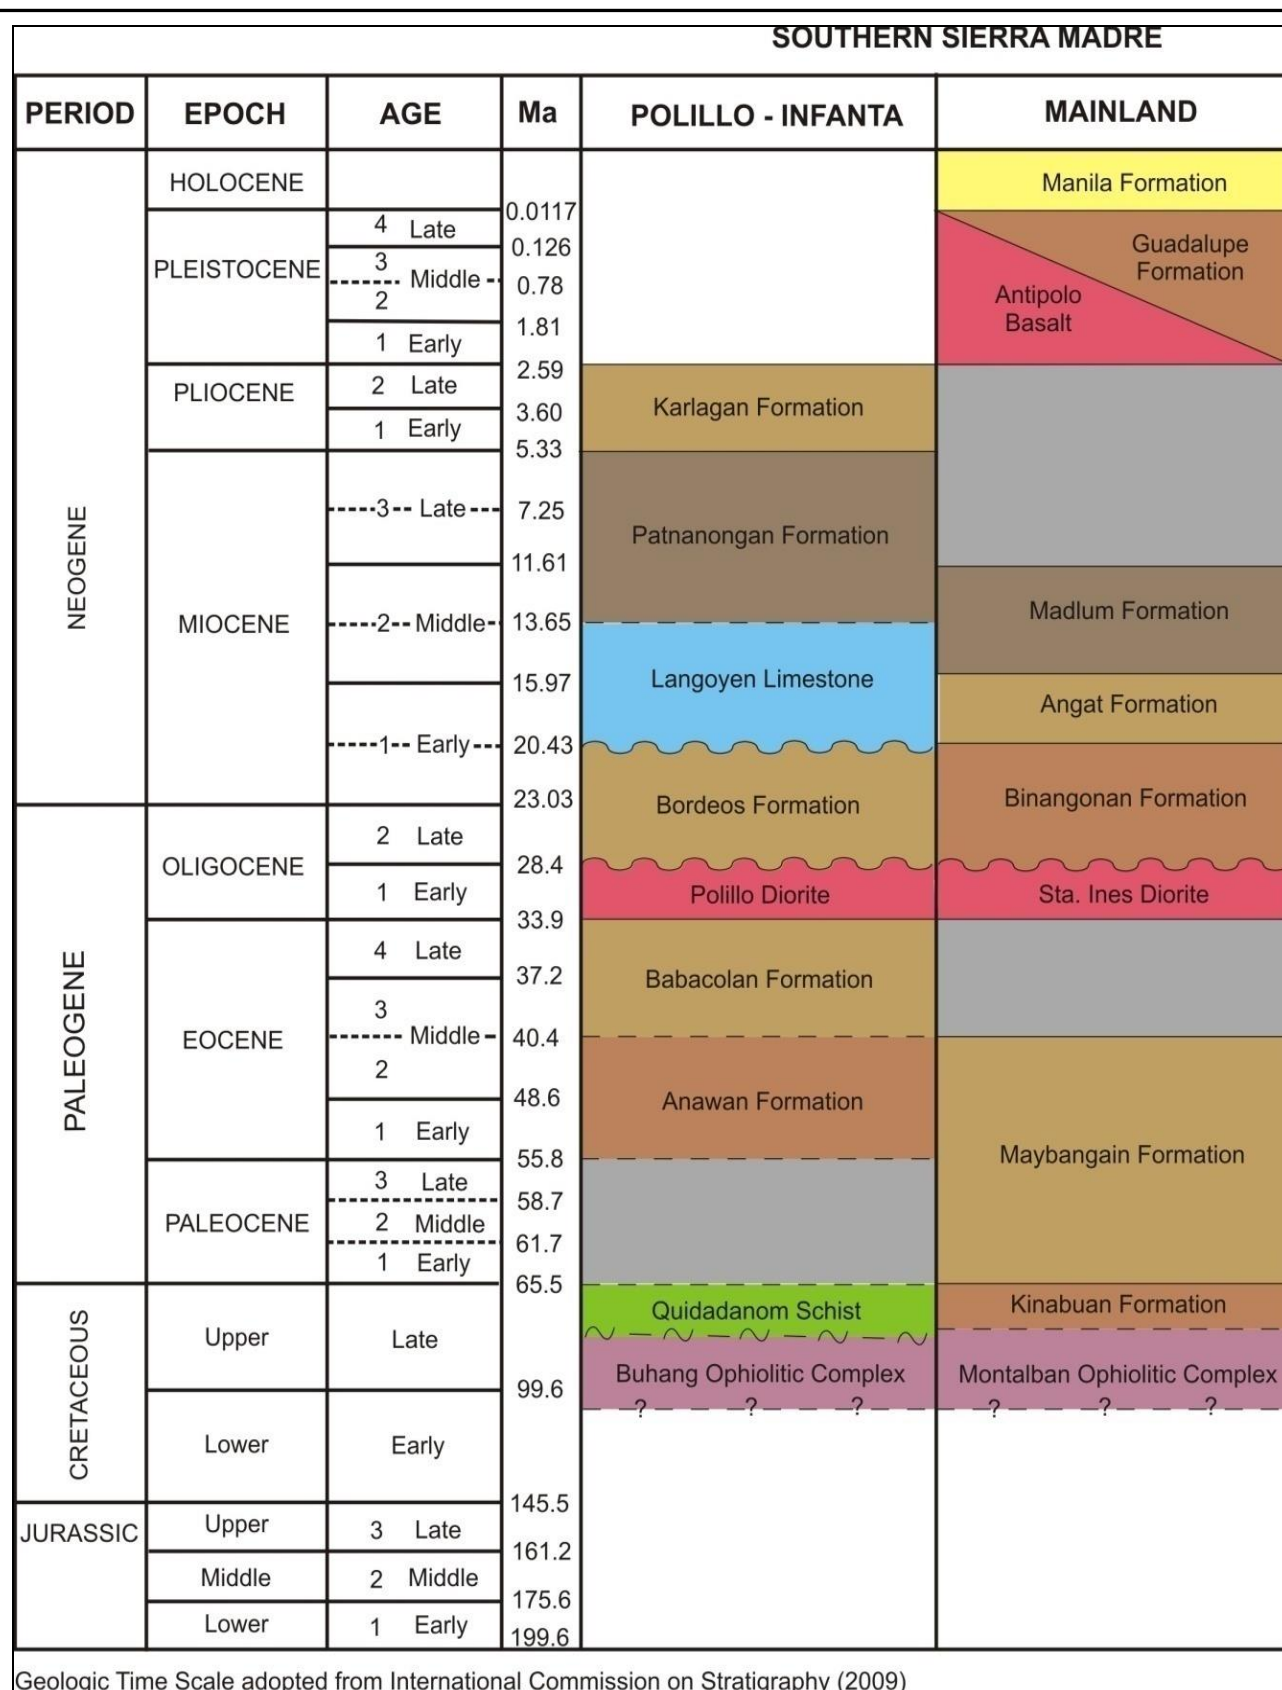 SOUTHERN SIERRA MADRE
PERIOD EPOCH AGE Ma POLILLO - INFANTA MAINLAND
HOLOCENE
Manila Formation
0.0117
PLEISTOCENE
4 Late
0.126
3
Middle
0.78
2
1.81
1 Early
2.59
Guadalupe
Formation
Antipolo
Basalt
PLIOCENE
2 Late
3.60
1 Early
5.33
Karlagan Formation
NEOGENE
MIOCENE
3 Late
7.25
11.61
2 Middle
13.65
15.97
1 Early
20.43
23.03
Patnanongan Formation
Madlum Formation
Langoyen Limestone
Angat Formation
Bordeos Formation
Binangonan Formation
PALEOGENE
OLIGOCENE
2 Late
28.4
1 Early
33.9
Polillo Diorite
Sta. Ines Diorite
EOCENE
4 Late
37.2
3
Middle
40.4
2
48.6
1 Early
55.8
Babacolan Formation
Anawan Formation
Maybangain Formation
PALEOCENE
3 Late
58.7
2 Middle
61.7
1 Early
65.5
CRETACEOUS
Upper
Late
99.6
Quidadanom Schist
Kinabuan Formation
Buhang Ophiolitic Complex
Montalban Ophiolitic Complex
? ? ? ? ? ?
Lower
Early
145.5
JURASSIC
Upper
3 Late
161.2
Middle
2 Middle
175.6
Lower
1 Early
199.6
Geologic Time Scale adopted from International Commission on Stratigraphy (2009)